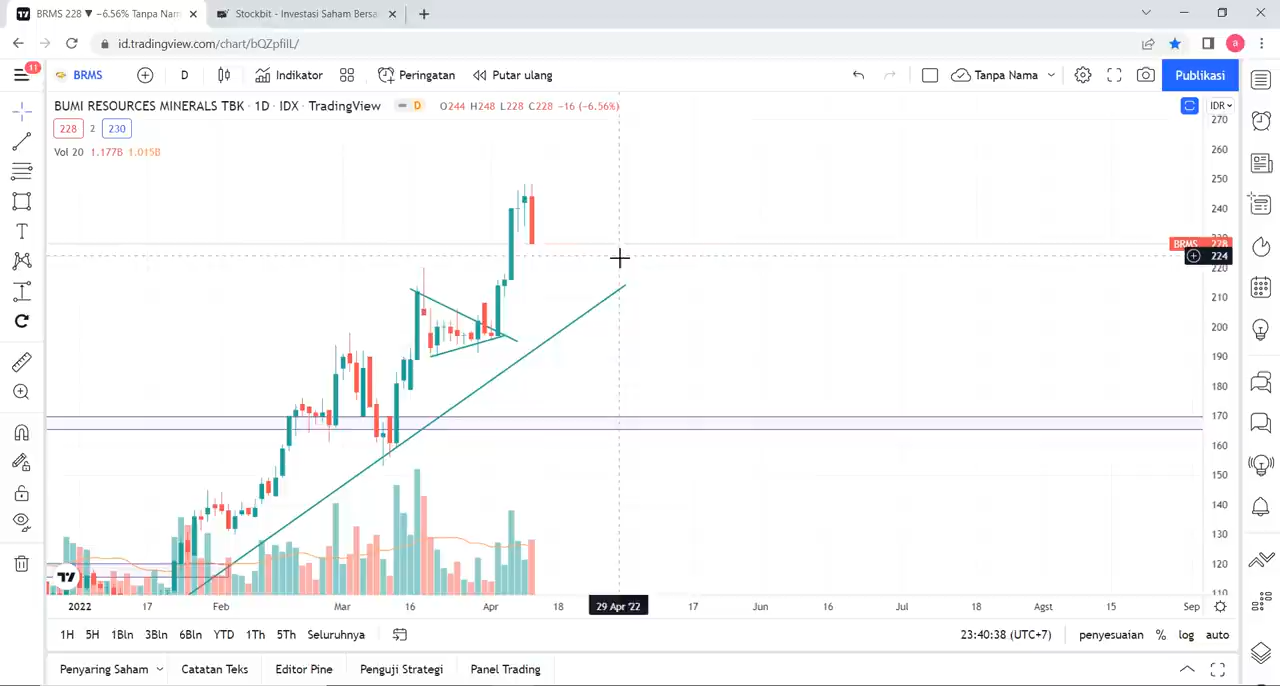 BRMS 228 ▼ −6.56% Tanpa Nam
Stockbit - Investasi Saham Bersa
id.tradingview.com/chart/bQZpfiIL/
11
BRMS
D
Indikator
Peringatan
Putar ulang
Tanpa Nama
Publikasi
BUMI RESOURCES MINERALS TBK · 1D · IDX · TradingView
D
O244 H248 L228 C228 −16 (−6.56%)
IDR
228 2 230
Vol 20 1.177B 1.015B
270
260
250
240
230
BRMS 228
224
220
210
200
190
180
170
160
150
140
130
120
110
2022 17 Feb Mar 16 Apr 18 29 Apr '22 17 Jun 16 Jul 18 Agst 15 Sep
1H 5H 1Bln 3Bln 6Bln YTD 1Th 5Th Seluruhnya
23:40:38 (UTC+7)
penyesuaian % log auto
Penyaring Saham
Catatan Teks
Editor Pine
Penguji Strategi
Panel Trading